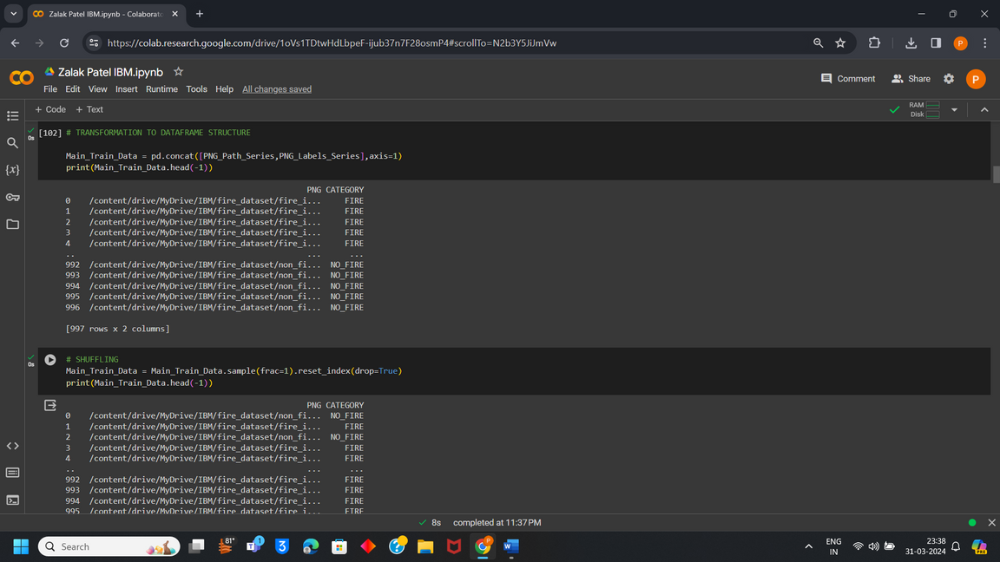 Zalak Patel IBM.ipynb - Colaborato
https://colab.research.google.com/drive/1oVs1TDtwHdLbpeF-ijub37n7F28osmP4#scrollTo=N2b3Y5JiJmVw
P
CO
Zalak Patel IBM.ipynb
Comment
Share
P
File Edit View Insert Runtime Tools Help All changes saved
+ Code + Text
RAM
Disk
0s
[102] # TRANSFORMATION TO DATAFRAME STRUCTURE
Main_Train_Data = pd.concat([PNG_Path_Series,PNG_Labels_Series],axis=1)
print(Main_Train_Data.head(-1))
{x}
PNG CATEGORY
0 /content/drive/MyDrive/IBM/fire_dataset/fire_i... FIRE
1 /content/drive/MyDrive/IBM/fire_dataset/fire_i... FIRE
2 /content/drive/MyDrive/IBM/fire_dataset/fire_i... FIRE
3 /content/drive/MyDrive/IBM/fire_dataset/fire_i... FIRE
4 /content/drive/MyDrive/IBM/fire_dataset/fire_i... FIRE
.. ... ...
992 /content/drive/MyDrive/IBM/fire_dataset/non_fi... NO_FIRE
993 /content/drive/MyDrive/IBM/fire_dataset/non_fi... NO_FIRE
994 /content/drive/MyDrive/IBM/fire_dataset/non_fi... NO_FIRE
995 /content/drive/MyDrive/IBM/fire_dataset/non_fi... NO_FIRE
996 /content/drive/MyDrive/IBM/fire_dataset/non_fi... NO_FIRE
[997 rows x 2 columns]
0s
# SHUFFLING
Main_Train_Data = Main_Train_Data.sample(frac=1).reset_index(drop=True)
print(Main_Train_Data.head(-1))
PNG CATEGORY
0 /content/drive/MyDrive/IBM/fire_dataset/non_fi... NO_FIRE
1 /content/drive/MyDrive/IBM/fire_dataset/fire_i... FIRE
2 /content/drive/MyDrive/IBM/fire_dataset/non_fi... NO_FIRE
3 /content/drive/MyDrive/IBM/fire_dataset/fire_i... FIRE
4 /content/drive/MyDrive/IBM/fire_dataset/fire_i... FIRE
.. ... ...
992 /content/drive/MyDrive/IBM/fire_dataset/fire_i... FIRE
993 /content/drive/MyDrive/IBM/fire_dataset/fire_i... FIRE
994 /content/drive/MyDrive/IBM/fire_dataset/fire_i... FIRE
995 /content/drive/MyDrive/IBM/fire_dataset/fire_i... FIRE
8s completed at 11:37 PM
Search
81°
1
ENG
IN
23:38
31-03-2024
PRE